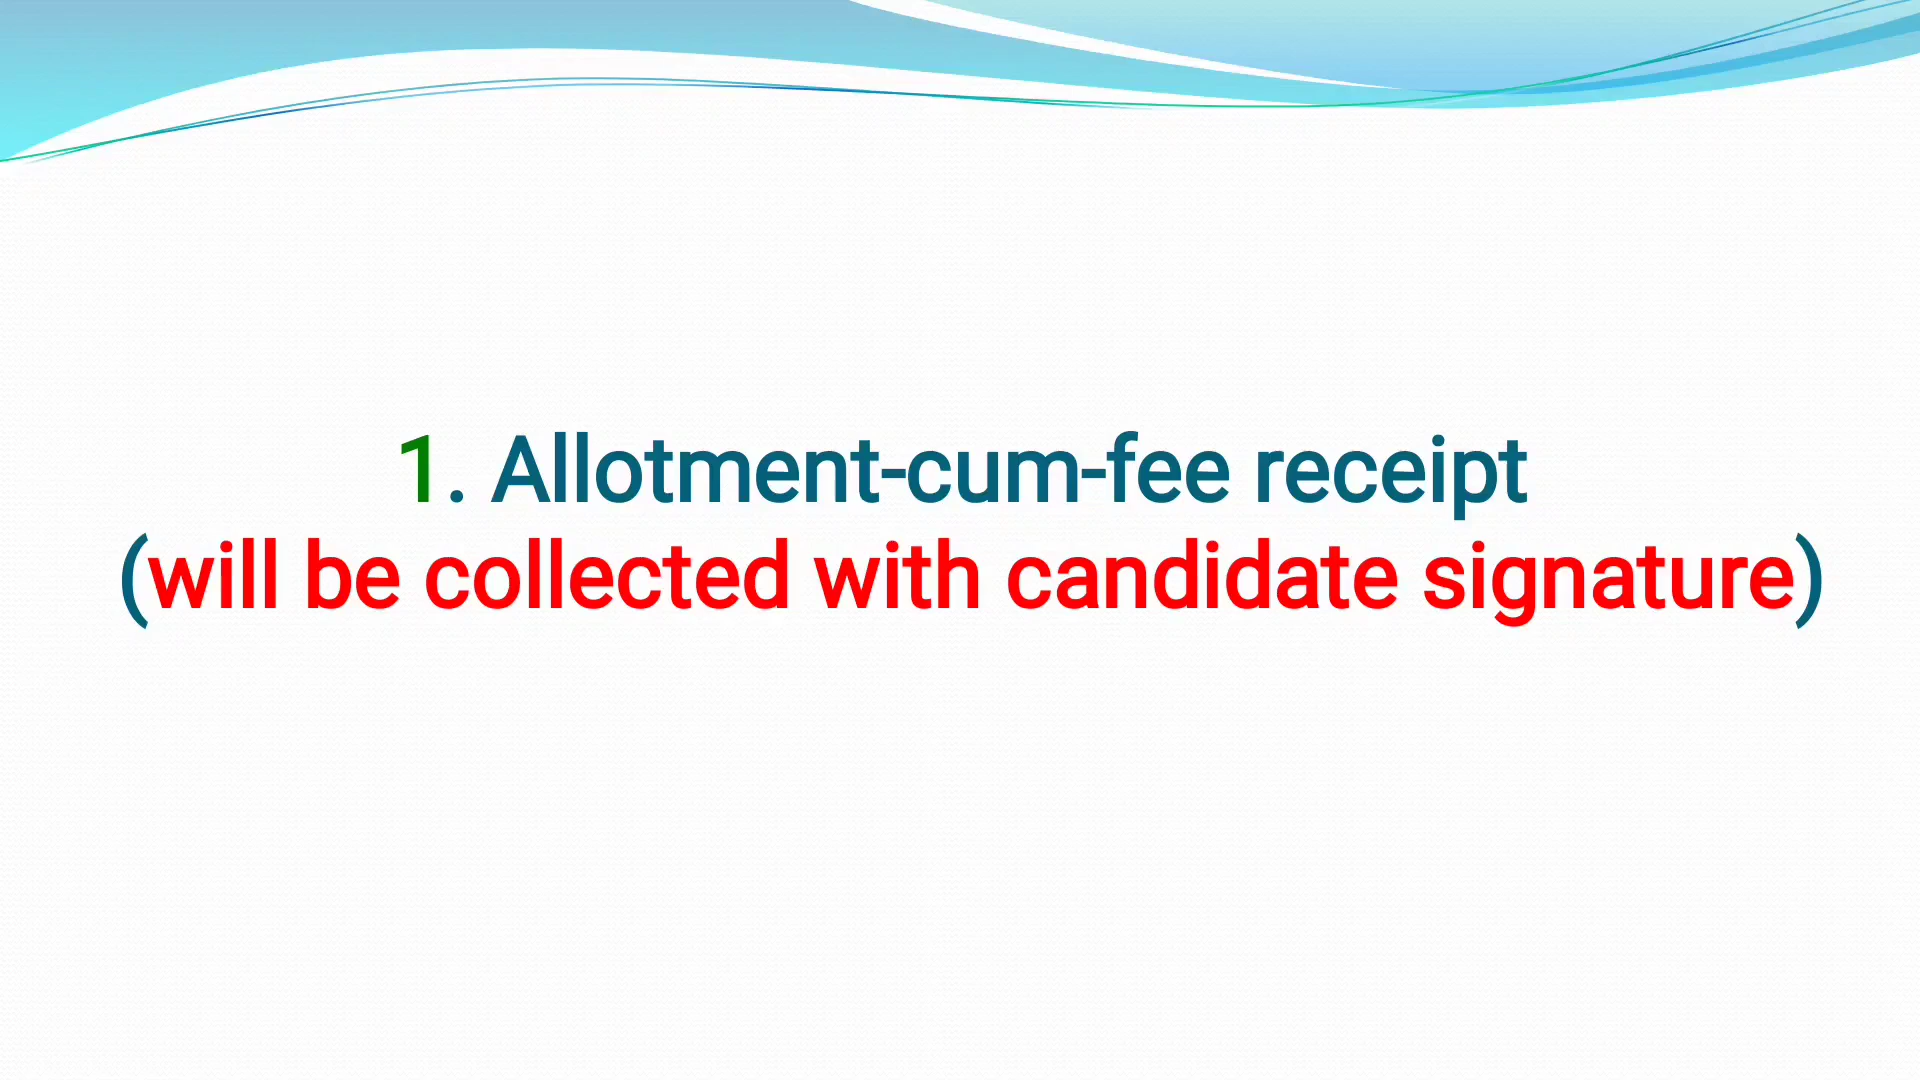 1. Allotment-cum-fee receipt
(will be collected with candidate signature)